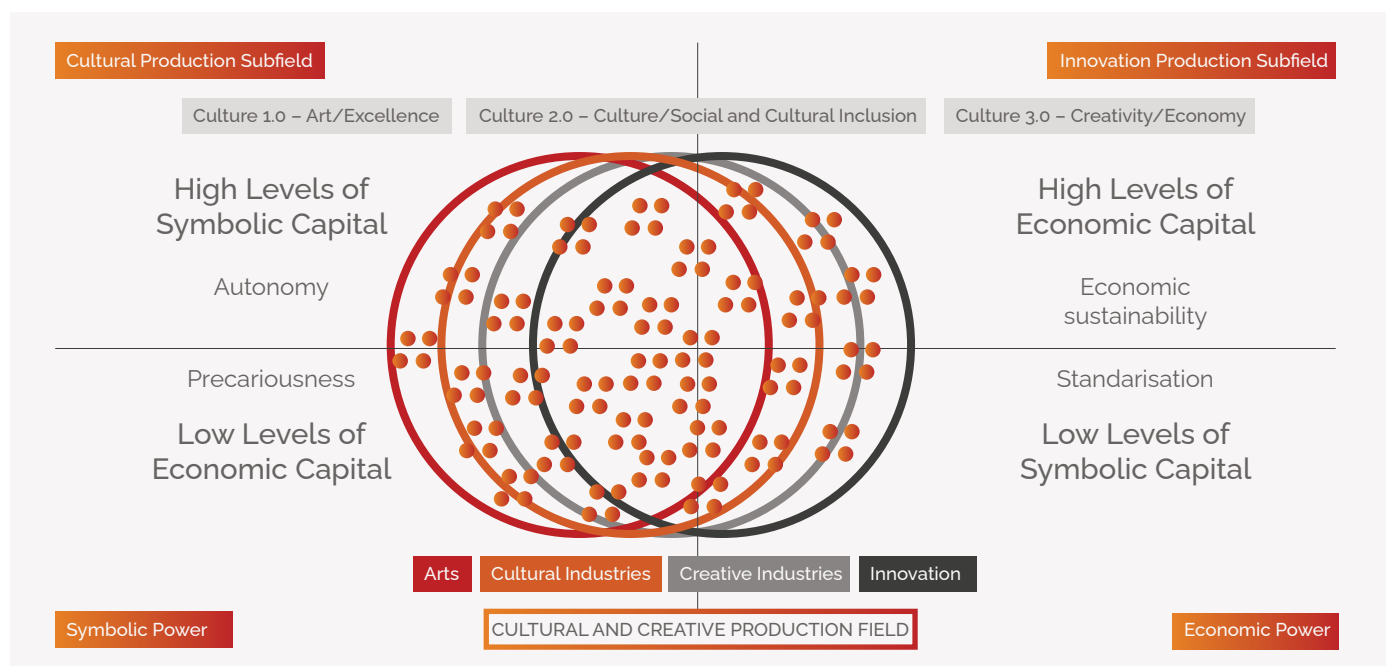 Cultural Production Subfield
Innovation Production Subfield
Culture 1.0 – Art/Excellence
Culture 2.0 – Culture/Social and Cultural Inclusion
Culture 3.0 – Creativity/Economy
High Levels of
Symbolic Capital
High Levels of
Economic Capital
Autonomy
Economic
sustainability
Precariousness
Standarisation
Low Levels of
Economic Capital
Low Levels of
Symbolic Capital
Arts
Cultural Industries
Creative Industries
Innovation
Symbolic Power
CULTURAL AND CREATIVE PRODUCTION FIELD
Economic Power